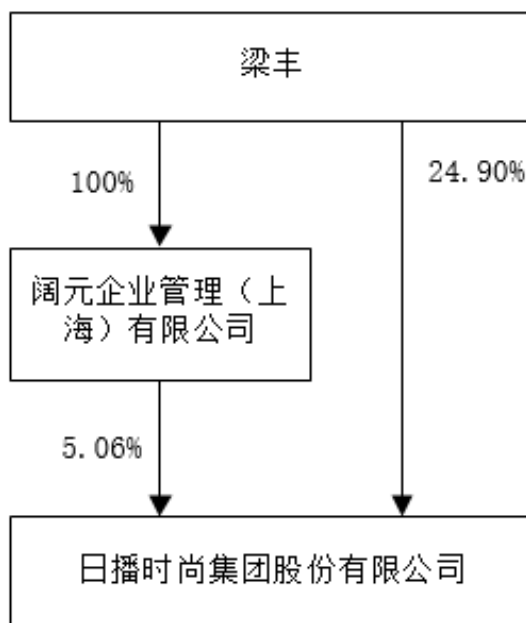 梁丰
100%
24.90%
阔元企业管理（上
海）有限公司
5.06%
日播时尚集团股份有限公司